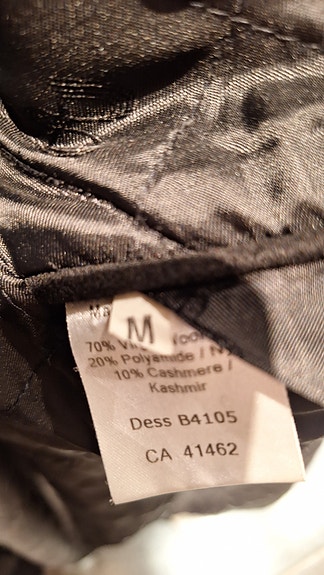 M
70%
20% Polyamide /
10% Cashmere /
Kashmir
Dess B4105
CA 41462